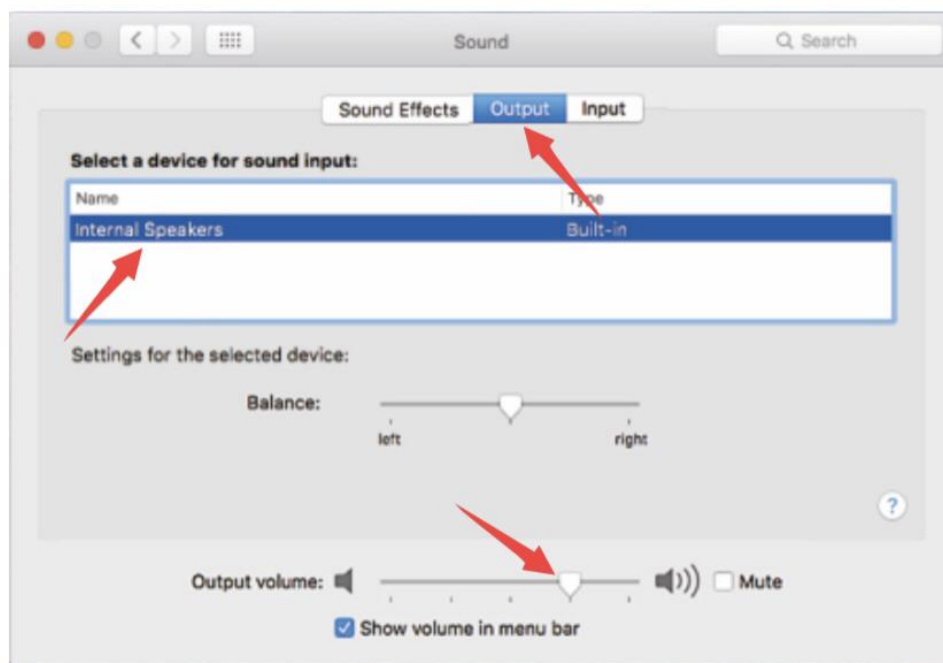 Sound
Search
Sound Effects Output Input
Select a device for sound input:
Name Type
Internal Speakers Built-in
Settings for the selected device:
Balance:
left right
?
Output volume: Mute
Show volume in menu bar